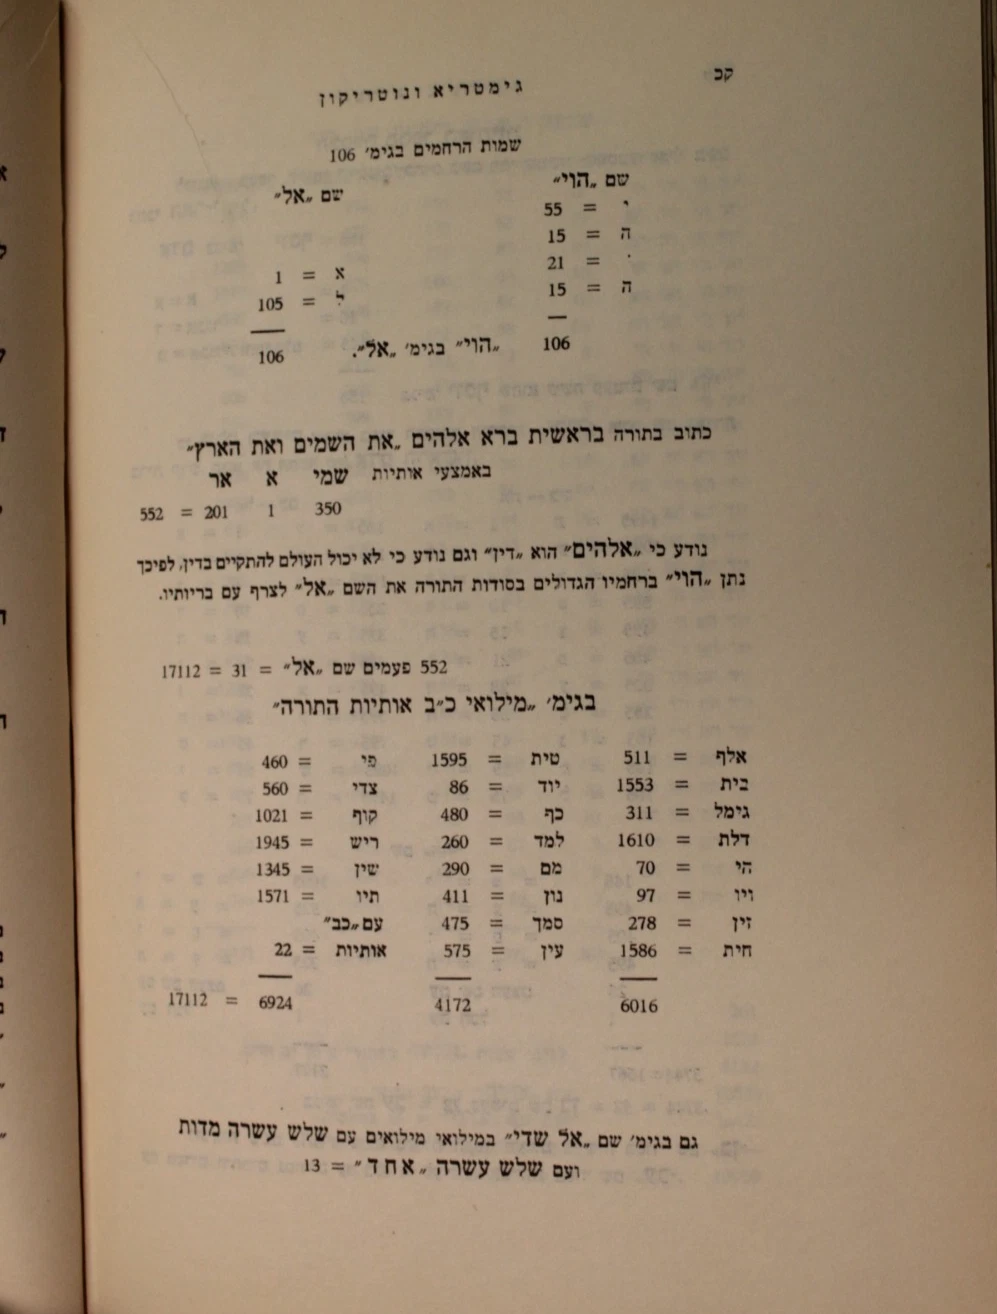 קכ
גימטריא ונוטריקון
שמות הרחמים בגימ׳ 106
שם „הוי״ שם „אל״
י = 55
ה = 15
י = 21 א = 1
ה = 15 ל = 105
— —
106 „הוי״ בגימ׳ „אל״. 106
כתוב בתורה בראשית ברא אלהים „את השמים ואת הארץ״
באמצעי אותיות שמי א אר
350 1 201 = 552
נודע כי „אלהים״ הוא „דין״ וגם נודע כי לא יכול העולם להתקיים בדין, לפיכך
נתן „הוי״ ברחמיו הגדולים בסודות התורה את השם „אל״ לצרף עם בריותיו.
552 פעמים שם „אל״ = 31 = 17112
בגימ׳ „מילואי כ״ב אותיות התורה״
אלף = 511 טית = 1595 פי = 460
בית = 1553 יוד = 86 צדי = 560
גימל = 311 כף = 480 קוף = 1021
דלת = 1610 למד = 260 ריש = 1945
הי = 70 מם = 290 שין = 1345
ויו = 97 נון = 411 תיו = 1571
זין = 278 סמך = 475 עם „כב״
חית = 1586 עין = 575 אותיות = 22
— — —
6016 4172 6924 = 17112
גם בגימ׳ שם „אל שדי״ במילואי מילואים עם שלש עשרה מדות
ועם שלש עשרה „אחד״ = 13